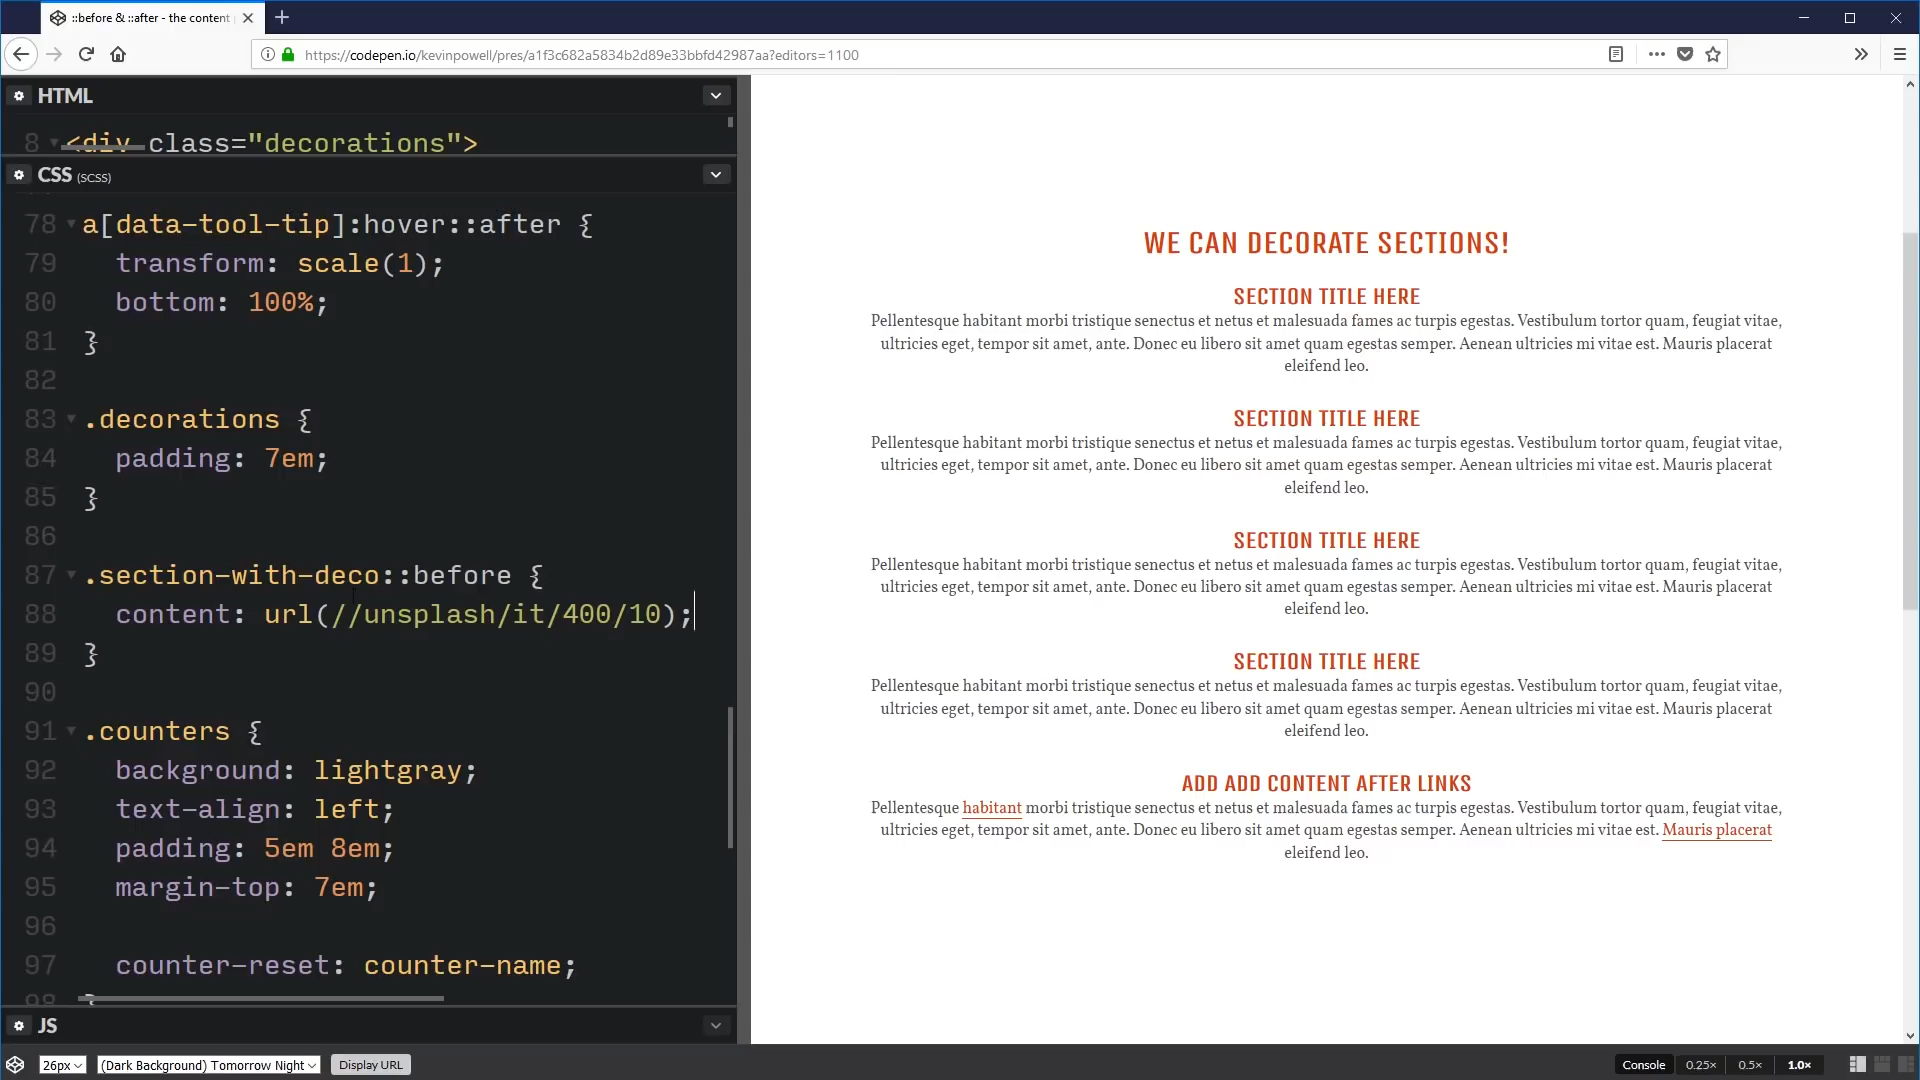 ::before & ::after - the content
https://codepen.io/kevinpowell/pres/a1f3c682a5834b2d89e33bbfd42987aa?editors=1100
HTML
8 <div class="decorations">
CSS (SCSS)
78 a[data-tool-tip]:hover::after {
79 transform: scale(1);
80 bottom: 100%;
81 }
82
83 .decorations {
84 padding: 7em;
85 }
86
87 .section-with-deco::before {
88 content: url(//unsplash/it/400/10);
89 }
90
91 .counters {
92 background: lightgray;
93 text-align: left;
94 padding: 5em 8em;
95 margin-top: 7em;
96
97 counter-reset: counter-name;
98 }
JS
WE CAN DECORATE SECTIONS!
SECTION TITLE HERE
Pellentesque habitant morbi tristique senectus et netus et malesuada fames ac turpis egestas. Vestibulum tortor quam, feugiat vitae,
ultricies eget, tempor sit amet, ante. Donec eu libero sit amet quam egestas semper. Aenean ultricies mi vitae est. Mauris placerat
eleifend leo.
SECTION TITLE HERE
Pellentesque habitant morbi tristique senectus et netus et malesuada fames ac turpis egestas. Vestibulum tortor quam, feugiat vitae,
ultricies eget, tempor sit amet, ante. Donec eu libero sit amet quam egestas semper. Aenean ultricies mi vitae est. Mauris placerat
eleifend leo.
SECTION TITLE HERE
Pellentesque habitant morbi tristique senectus et netus et malesuada fames ac turpis egestas. Vestibulum tortor quam, feugiat vitae,
ultricies eget, tempor sit amet, ante. Donec eu libero sit amet quam egestas semper. Aenean ultricies mi vitae est. Mauris placerat
eleifend leo.
SECTION TITLE HERE
Pellentesque habitant morbi tristique senectus et netus et malesuada fames ac turpis egestas. Vestibulum tortor quam, feugiat vitae,
ultricies eget, tempor sit amet, ante. Donec eu libero sit amet quam egestas semper. Aenean ultricies mi vitae est. Mauris placerat
eleifend leo.
ADD ADD CONTENT AFTER LINKS
Pellentesque habitant morbi tristique senectus et netus et malesuada fames ac turpis egestas. Vestibulum tortor quam, feugiat vitae,
ultricies eget, tempor sit amet, ante. Donec eu libero sit amet quam egestas semper. Aenean ultricies mi vitae est. Mauris placerat
eleifend leo.
26px (Dark Background) Tomorrow Night Display URL
Console 0.25× 0.5× 1.0×